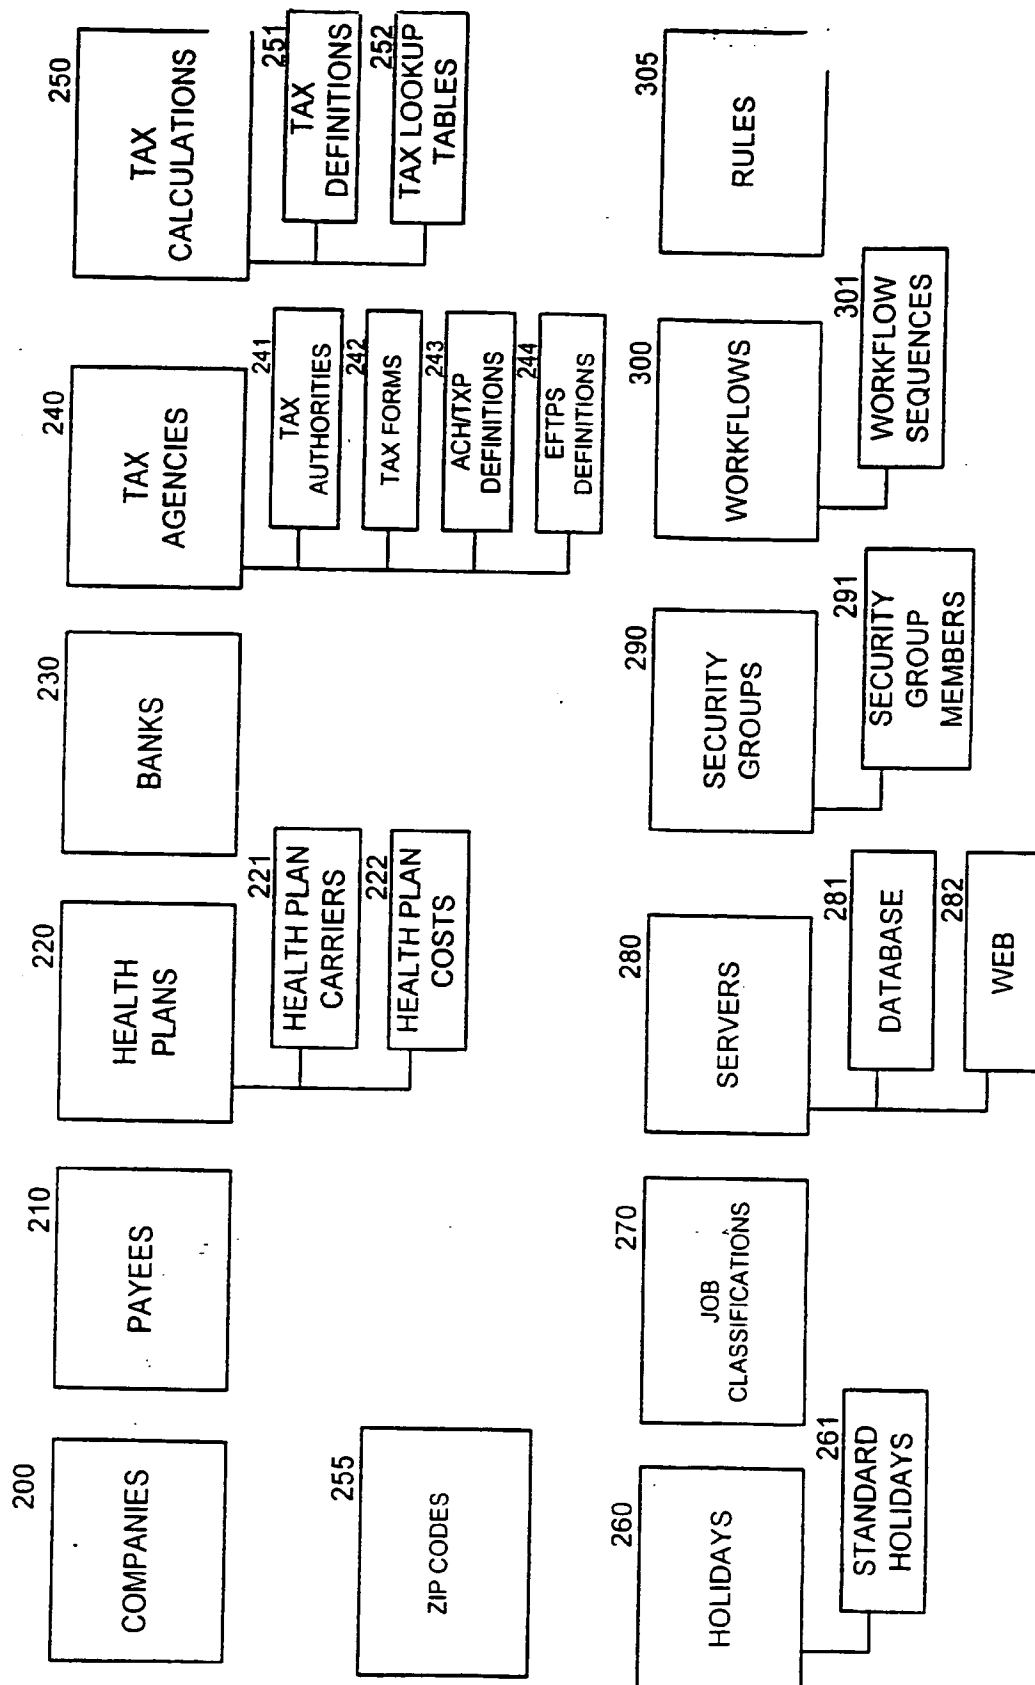 200
COMPANIES
210
PAYEES
220
HEALTH
PLANS
221
HEALTH PLAN
CARRIERS
222
HEALTH PLAN
COSTS
230
BANKS
240
TAX
AGENCIES
241
TAX
AUTHORITIES
242
TAX FORMS
243
ACH/TXP
DEFINITIONS
244
EFTPS
DEFINITIONS
250
TAX
CALCULATIONS
251
TAX
DEFINITIONS
252
TAX LOOKUP
TABLES
255
ZIP CODES
260
HOLIDAYS
261
STANDARD
HOLIDAYS
270
JOB
CLASSIFICATIONS
280
SERVERS
281
DATABASE
282
WEB
290
SECURITY
GROUPS
291
SECURITY
GROUP
MEMBERS
300
WORKFLOWS
301
WORKFLOW
SEQUENCES
305
RULES